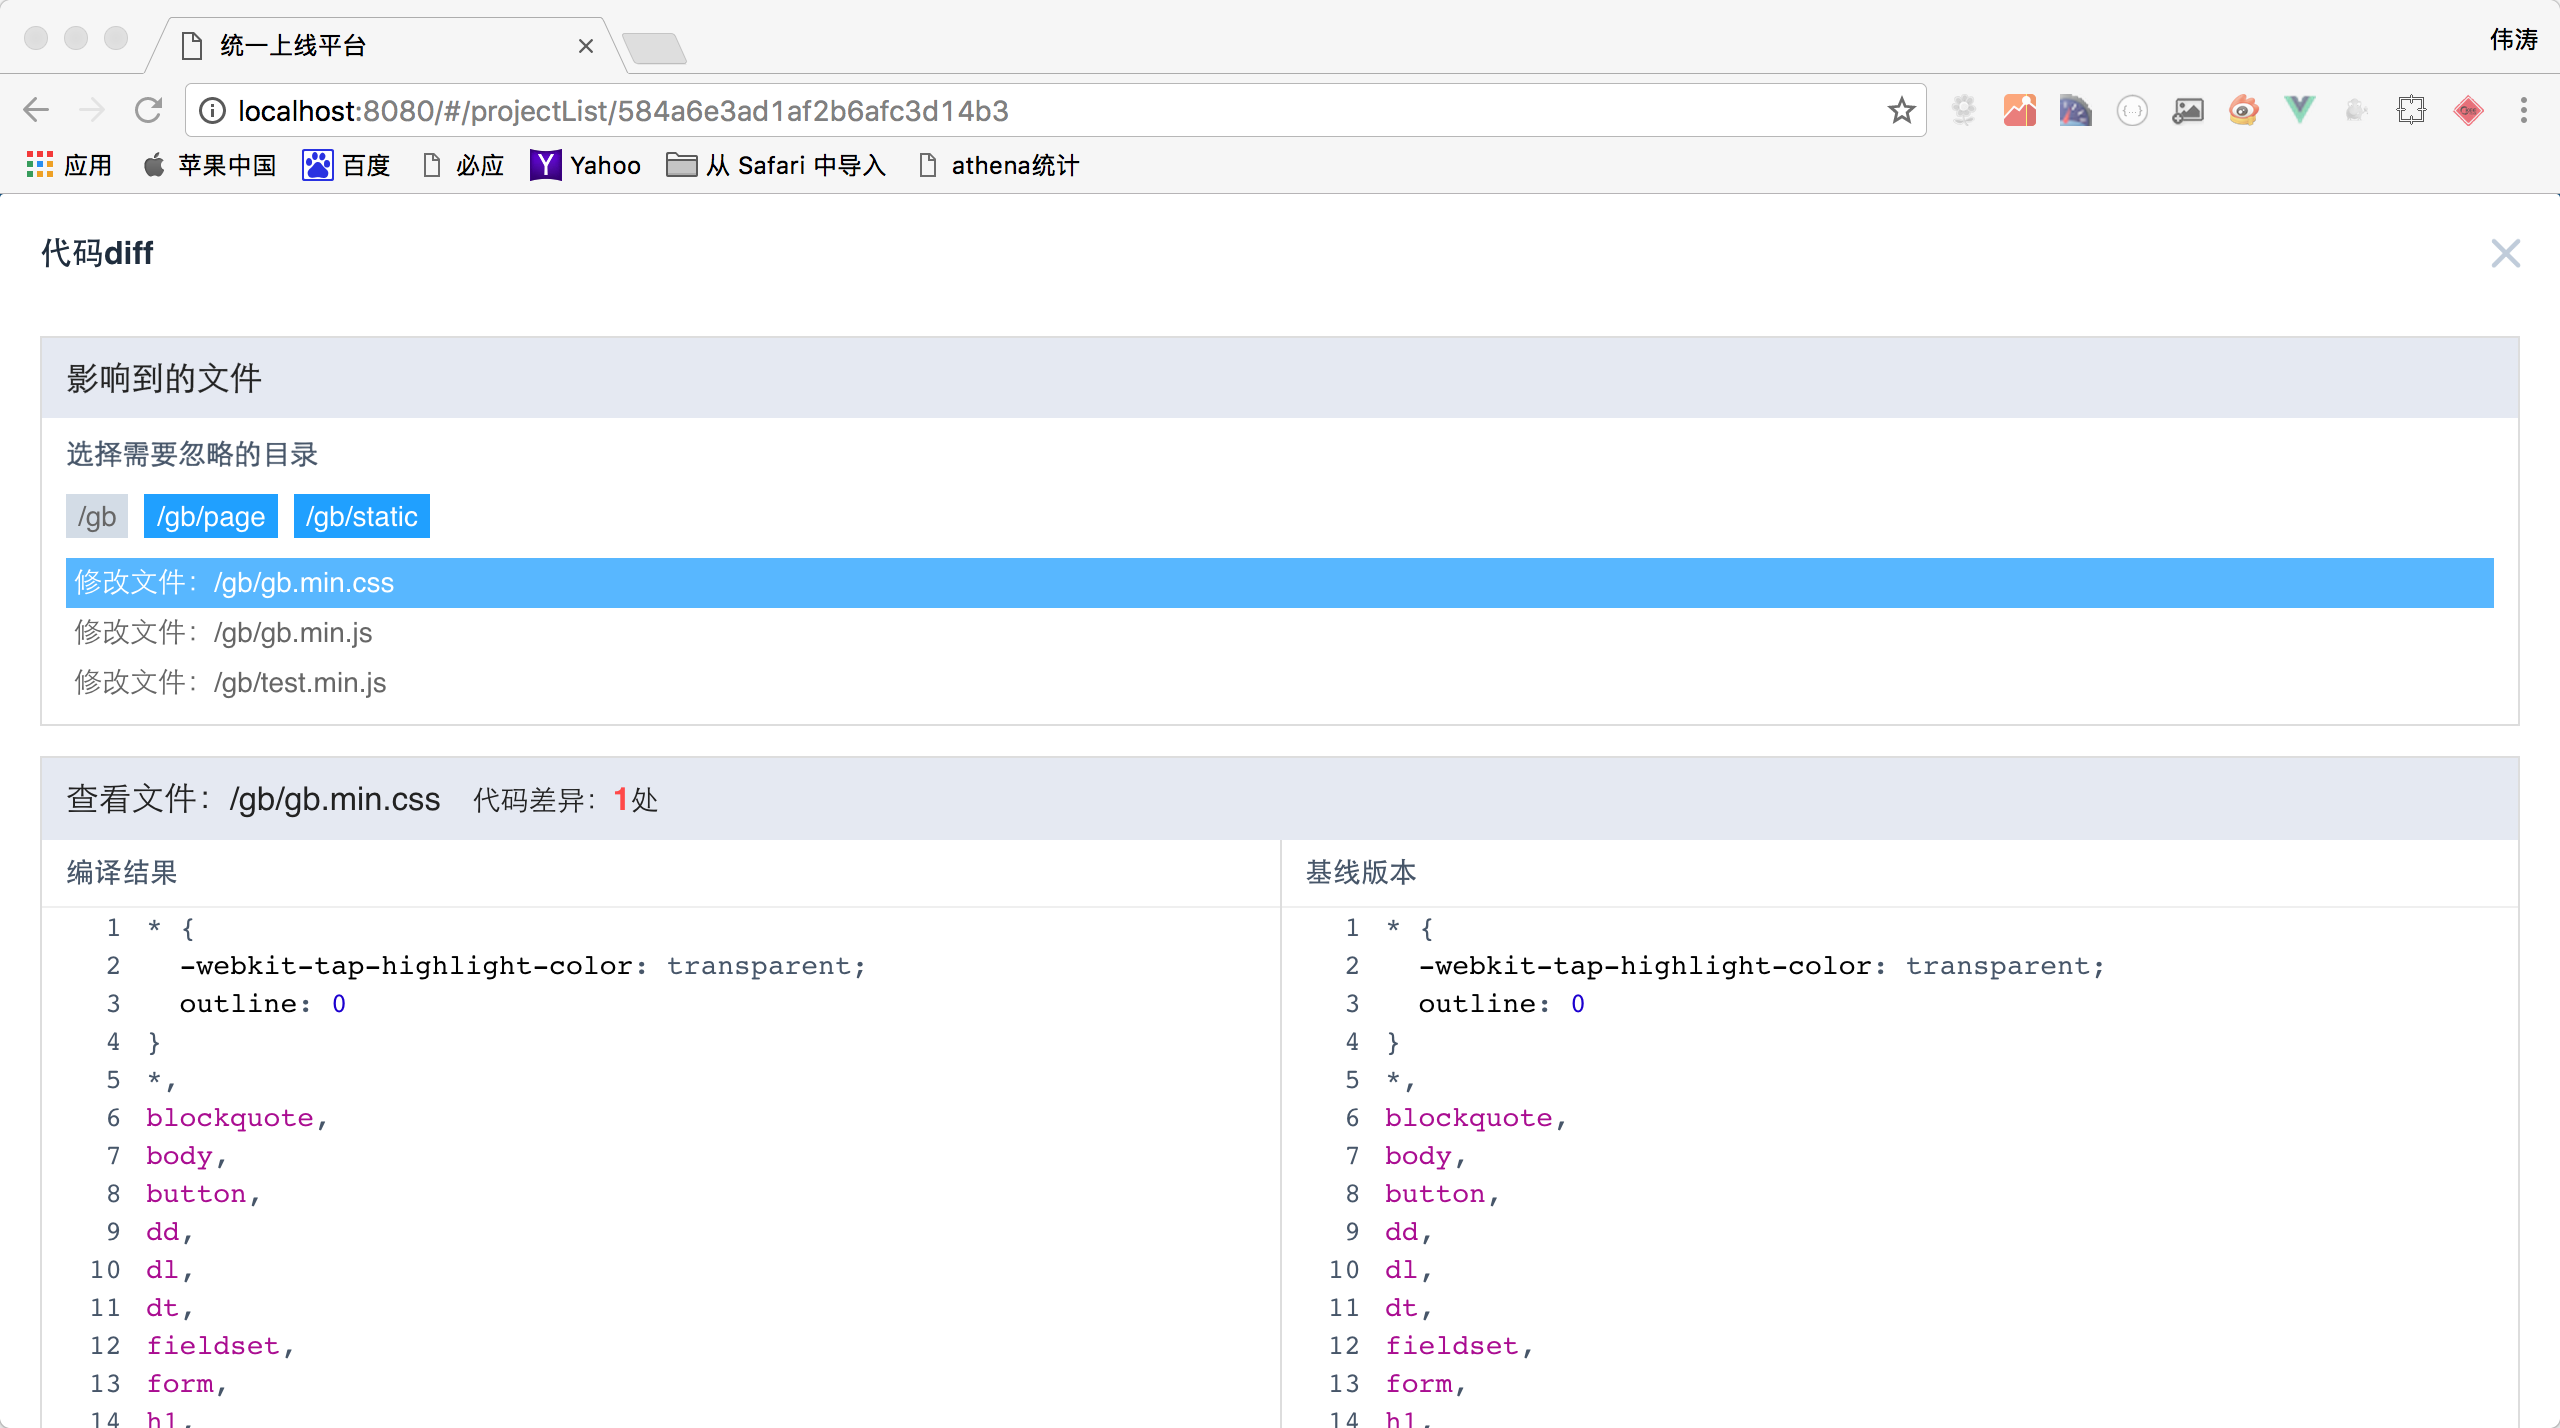 统一上线平台
伟涛
localhost:8080/#/projectList/584a6e3ad1af2b6afc3d14b3
应用 苹果中国 百度 必应 Yahoo 从 Safari 中导入 athena统计
代码diff
影响到的文件
选择需要忽略的目录
/gb /gb/page /gb/static
修改文件：/gb/gb.min.css
修改文件：/gb/gb.min.js
修改文件：/gb/test.min.js
查看文件：/gb/gb.min.css 代码差异：1处
编译结果
1 * {
2   -webkit-tap-highlight-color: transparent;
3   outline: 0
4 }
5 *,
6 blockquote,
7 body,
8 button,
9 dd,
10 dl,
11 dt,
12 fieldset,
13 form,
14 h1,
基线版本
1 * {
2   -webkit-tap-highlight-color: transparent;
3   outline: 0
4 }
5 *,
6 blockquote,
7 body,
8 button,
9 dd,
10 dl,
11 dt,
12 fieldset,
13 form,
14 h1,